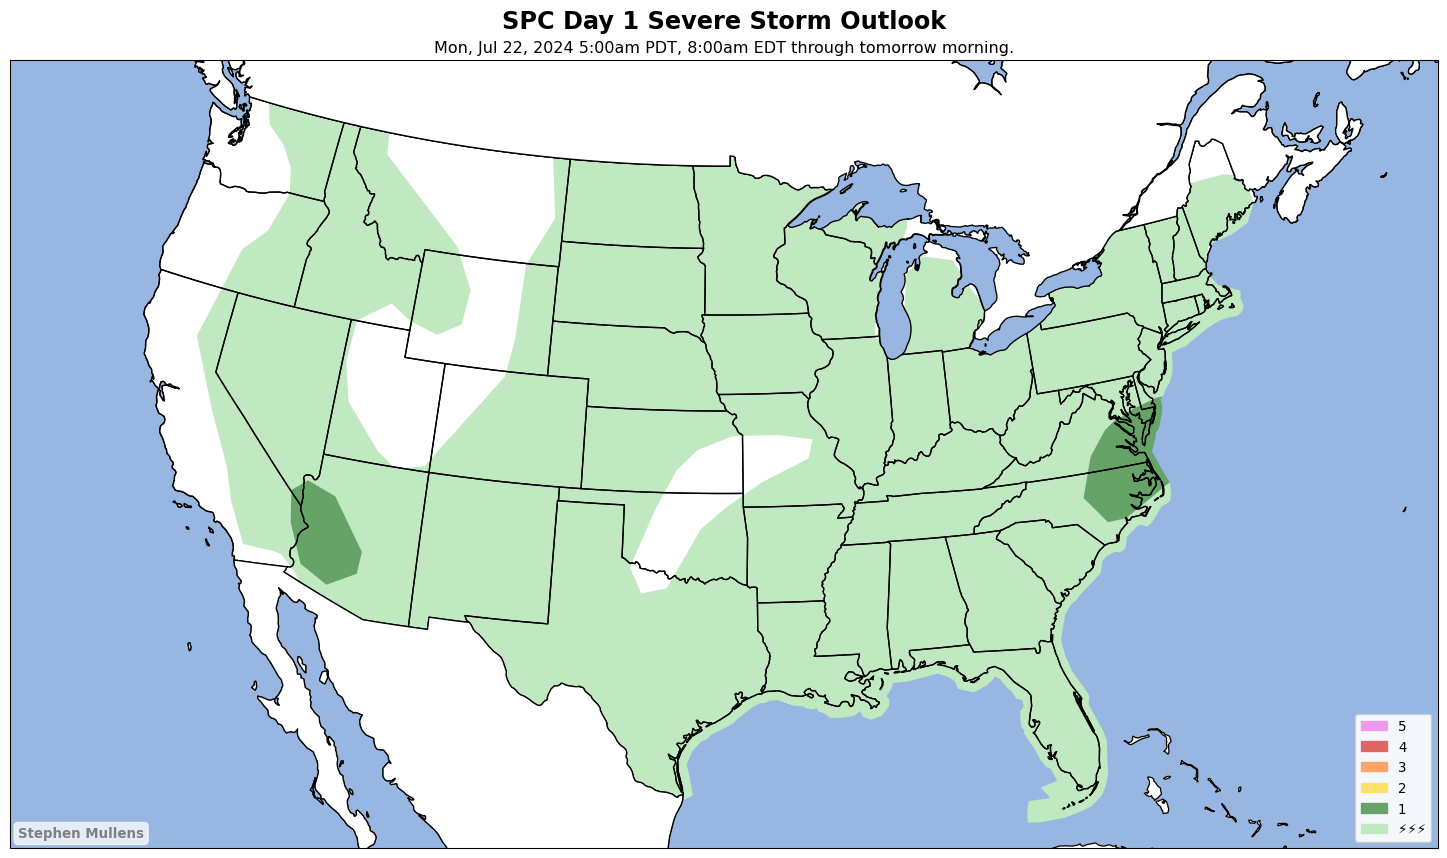 SPC Day 1 Severe Storm Outlook
Mon, Jul 22, 2024 5:00am PDT, 8:00am EDT through tomorrow morning.
5
4
3
2
1
⚡⚡⚡
Stephen Mullens